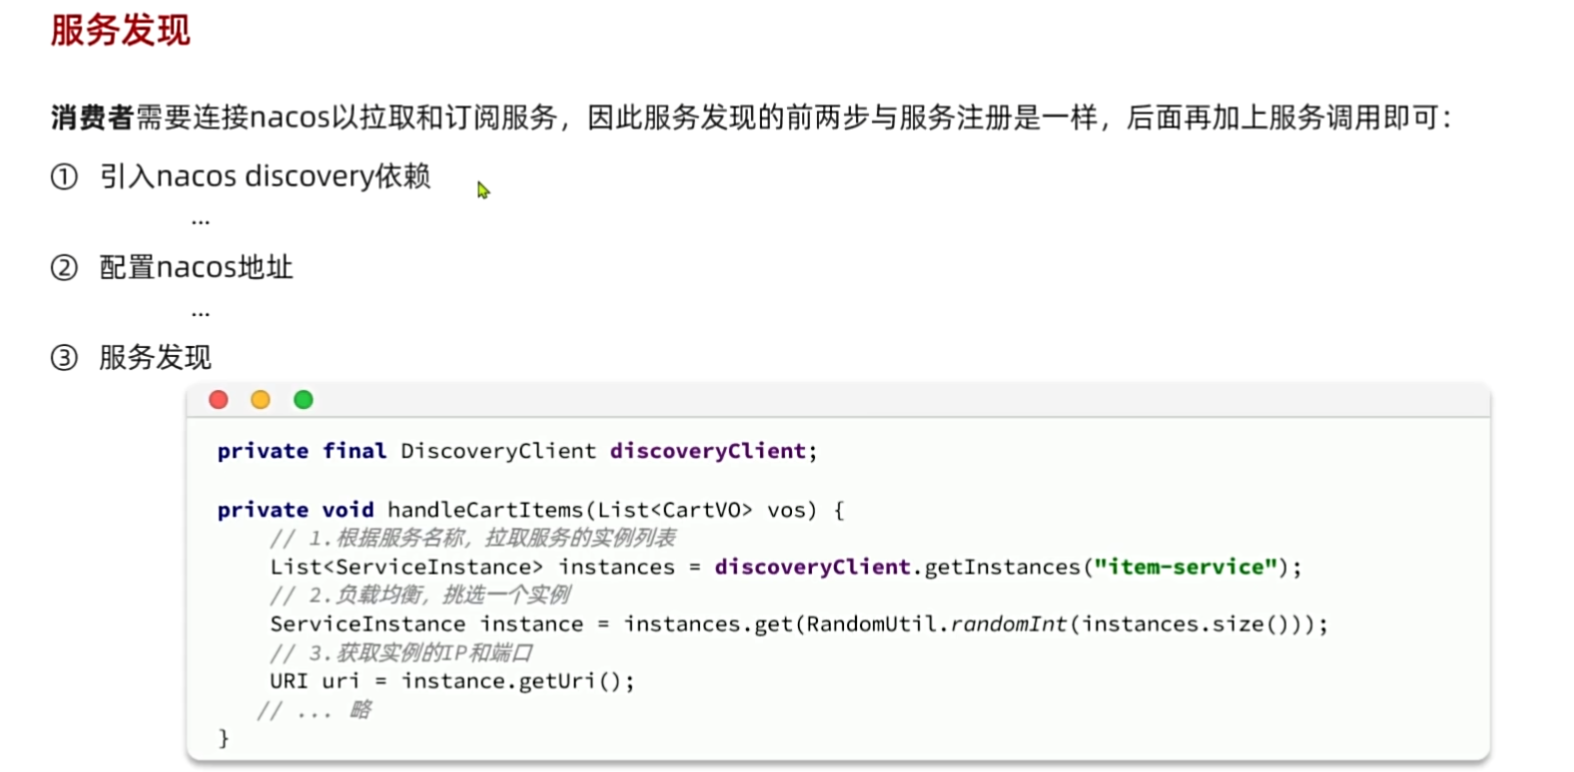 服务发现
消费者需要连接nacos以拉取和订阅服务，因此服务发现的前两步与服务注册是一样，后面再加上服务调用即可：
① 引入nacos discovery依赖
...
② 配置nacos地址
...
③ 服务发现
private final DiscoveryClient discoveryClient;
private void handleCartItems(List<CartVO> vos) {
// 1.根据服务名称，拉取服务的实例列表
List<ServiceInstance> instances = discoveryClient.getInstances("item-service");
// 2.负载均衡，挑选一个实例
ServiceInstance instance = instances.get(RandomUtil.randomInt(instances.size()));
// 3.获取实例的IP和端口
URI uri = instance.getUri();
// ... 略
}